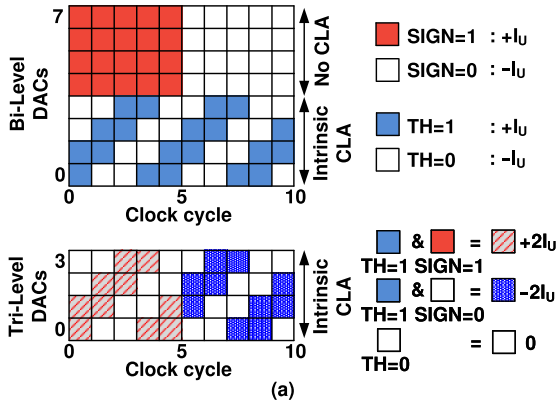 7
Bi-Level
DACs
0
No CLA
Intrinsic
CLA
0 5 10
Clock cycle
SIGN=1 : +IU
SIGN=0 : -IU
TH=1 : +IU
TH=0 : -IU
3
Tri-Level
DACs
0
Intrinsic
CLA
0 5 10
Clock cycle
& = +2IU
TH=1 SIGN=1
& = -2IU
TH=1 SIGN=0
= 0
TH=0
(a)